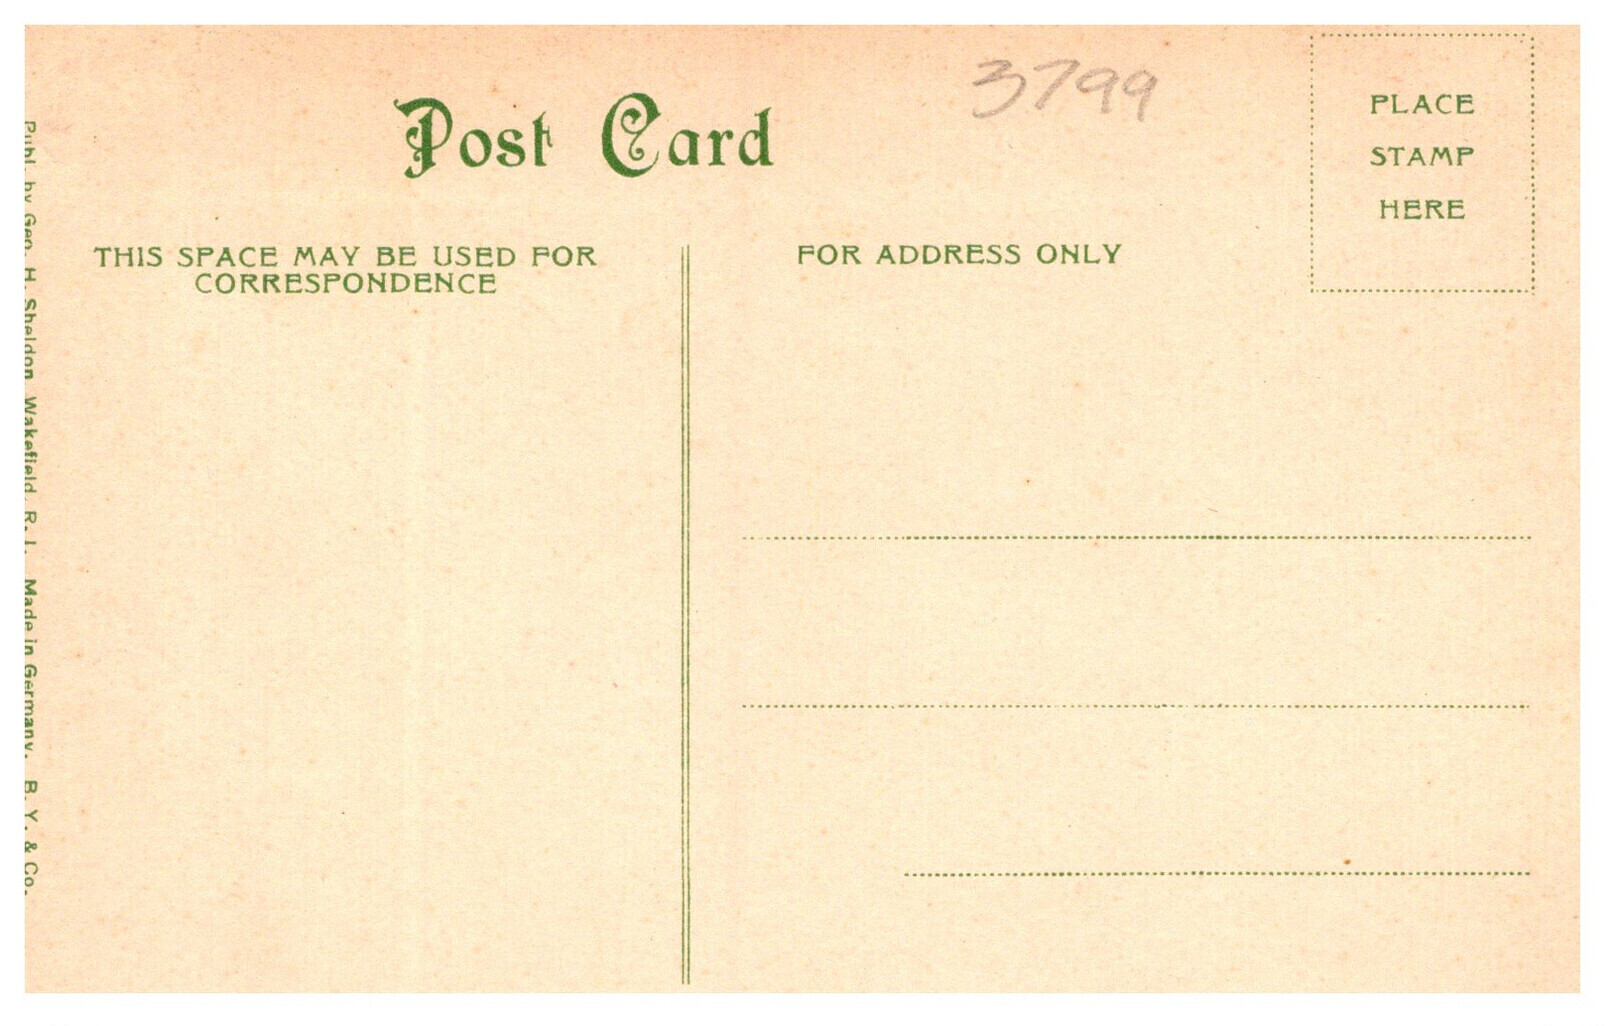 Post Card
3799
PLACE
STAMP
HERE
THIS SPACE MAY BE USED FOR
CORRESPONDENCE
FOR ADDRESS ONLY
Publ. by Geo. H. Sheldon, Wakefield, R. I. Made in Germany. B. Y. & Co.